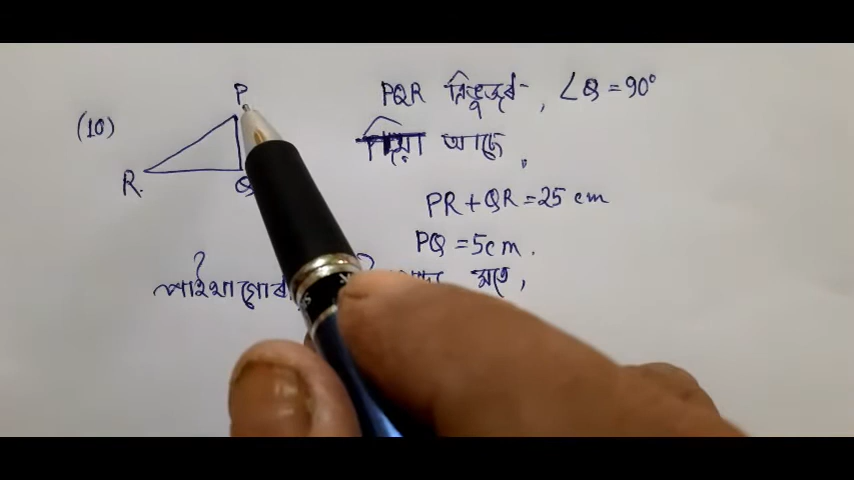 (10)
P
R.
Q
PQR ত্ৰিভুজৰ, ∠Q = 90°
দিয়া আছে,
PR + QR = 25 cm
PQ = 5cm.
মতে,